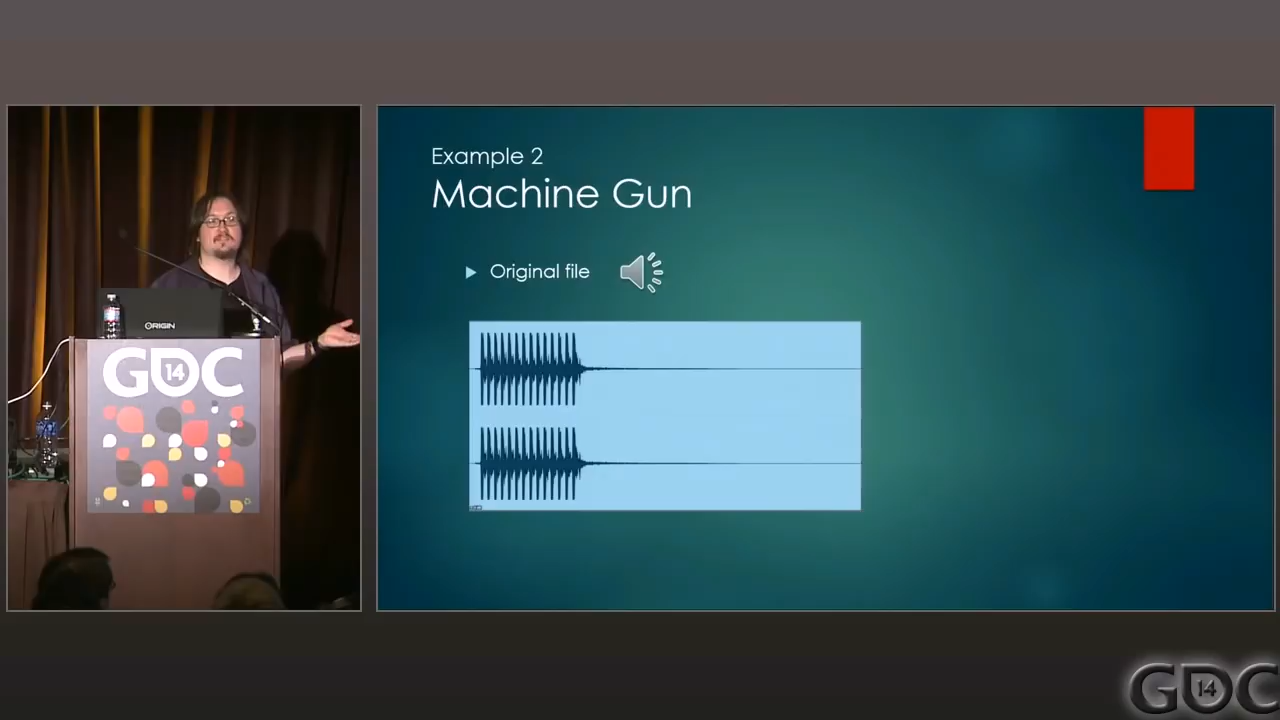 Example 2
Machine Gun
Original file
ORIGIN
GDC
14
GDC
14